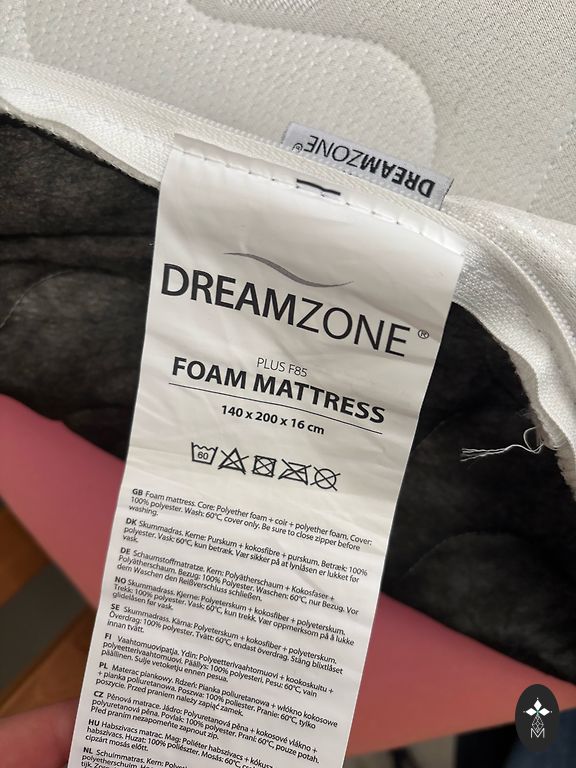 DREAMZONE®
DREAMZONE®
PLUS F85
FOAM MATTRESS
140 x 200 x 16 cm
60
GB Foam mattress. Core: Polyether foam + coir + polyether foam, Cover:
100% polyester. Wash: 60°C, cover only. Be sure to close zipper before
washing.
DK Skummadras. Kerne: Purskum + kokosfibre + purskum. Betræk: 100%
polyester. Vask: 60°C, kun betræk. Vær sikker på at lynlåsen er lukket før
vask.
DE Schaumstoffmatratze. Kern: Polyätherschaum + Kokosfaser +
Polyätherschaum. Bezug: 100% Polyester. Waschen: 60°C, nur Bezug. Vor
dem Waschen den Reißverschluss schließen.
NO Skummadrass. Kjerne: Polyeterskum + kokosfiber + polyeterskum.
Trekk: 100% polyester. Vask: 60°C, kun trekk. Vær oppmerksom på å lukke
glidelåsen før vask.
SE Skummadrass. Kärna: Polyeterskum + kokosfiber + polyeterskum.
Överdrag: 100% polyester. Tvätt: 60°C, endast överdrag. Stäng blixtlåset
innan tvätt.
FI Vaahtomuovipatja. Ydin: Polyeetterivaahtomuovi + kookoskuitu +
polyeetterivaahtomuovi. Päällys: 100% polyesteri. Pesu: 60°C, vain
päällinen. Sulje vetoketju ennen pesua.
PL Materac piankowy. Rdzeń: Pianka poliuretanowa + włókno kokosowe
+ pianka poliuretanowa. Poszwa: 100% poliester. Pranie: 60°C, tylko
poszycie. Przed praniem należy zapiąć zamek.
CZ Pěnová matrace. Jádro: Polyuretanová pěna + kokosové vlákno +
polyuretanová pěna. Povlak: 100% polyester. Praní: 60°C, pouze potah.
Před praním nezapomeňte zapnout zip.
HU Habszivacs matrac. Mag: Poliéter habszivacs + kókusz
habszivacs. Huzat: 100% poliészter. Mosás: 60°C
cipzárt mosás előtt.
NL Schuimmatras. Kern:
polyetherschuim.
tijk. Zorg
M